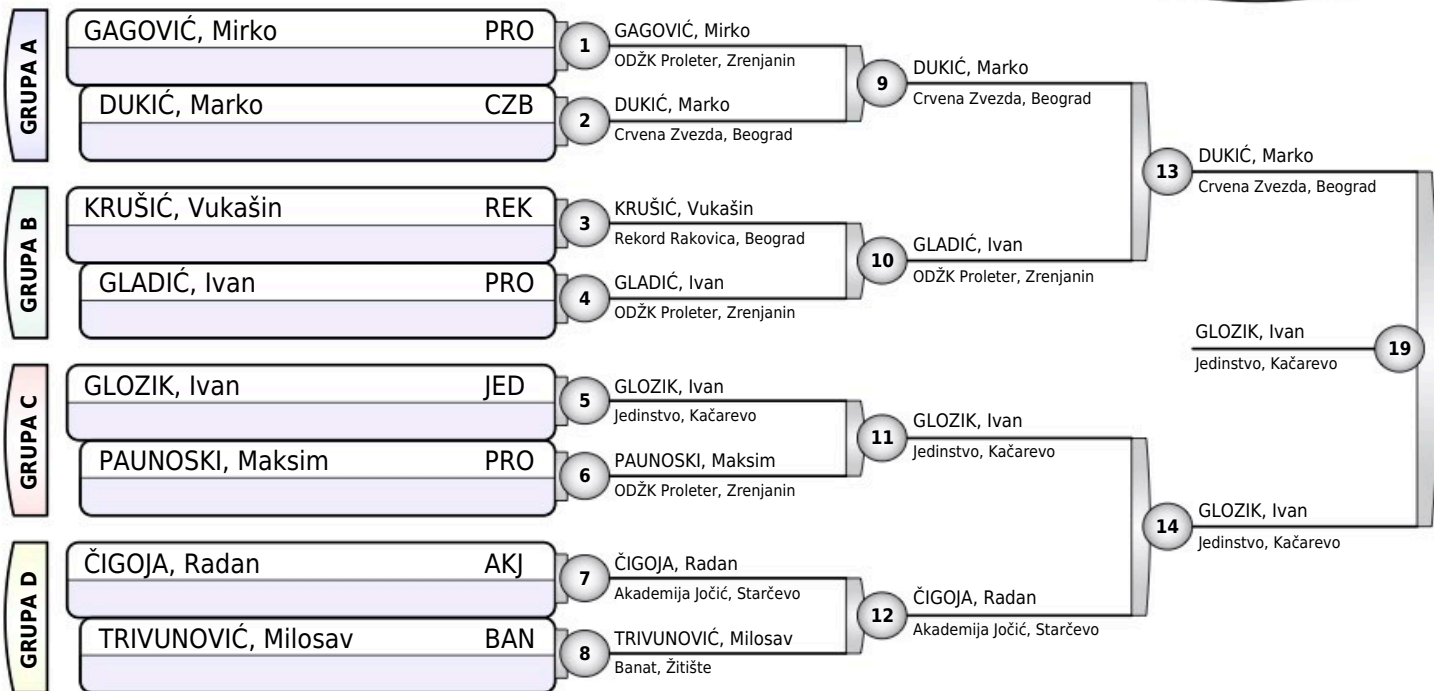 GRUPA A
GAGOVIĆ, Mirko PRO
DUKIĆ, Marko CZB
GRUPA B
KRUŠIĆ, Vukašin REK
GLADIĆ, Ivan PRO
GRUPA C
GLOZIK, Ivan JED
PAUNOSKI, Maksim PRO
GRUPA D
ČIGOJA, Radan AKJ
TRIVUNOVIĆ, Milosav BAN
1
GAGOVIĆ, Mirko
ODŽK Proleter, Zrenjanin
2
DUKIĆ, Marko
Crvena Zvezda, Beograd
3
KRUŠIĆ, Vukašin
Rekord Rakovica, Beograd
4
GLADIĆ, Ivan
ODŽK Proleter, Zrenjanin
5
GLOZIK, Ivan
Jedinstvo, Kačarevo
6
PAUNOSKI, Maksim
ODŽK Proleter, Zrenjanin
7
ČIGOJA, Radan
Akademija Jočić, Starčevo
8
TRIVUNOVIĆ, Milosav
Banat, Žitište
9
DUKIĆ, Marko
Crvena Zvezda, Beograd
10
GLADIĆ, Ivan
ODŽK Proleter, Zrenjanin
11
GLOZIK, Ivan
Jedinstvo, Kačarevo
12
ČIGOJA, Radan
Akademija Jočić, Starčevo
13
DUKIĆ, Marko
Crvena Zvezda, Beograd
14
GLOZIK, Ivan
Jedinstvo, Kačarevo
GLOZIK, Ivan
Jedinstvo, Kačarevo
19